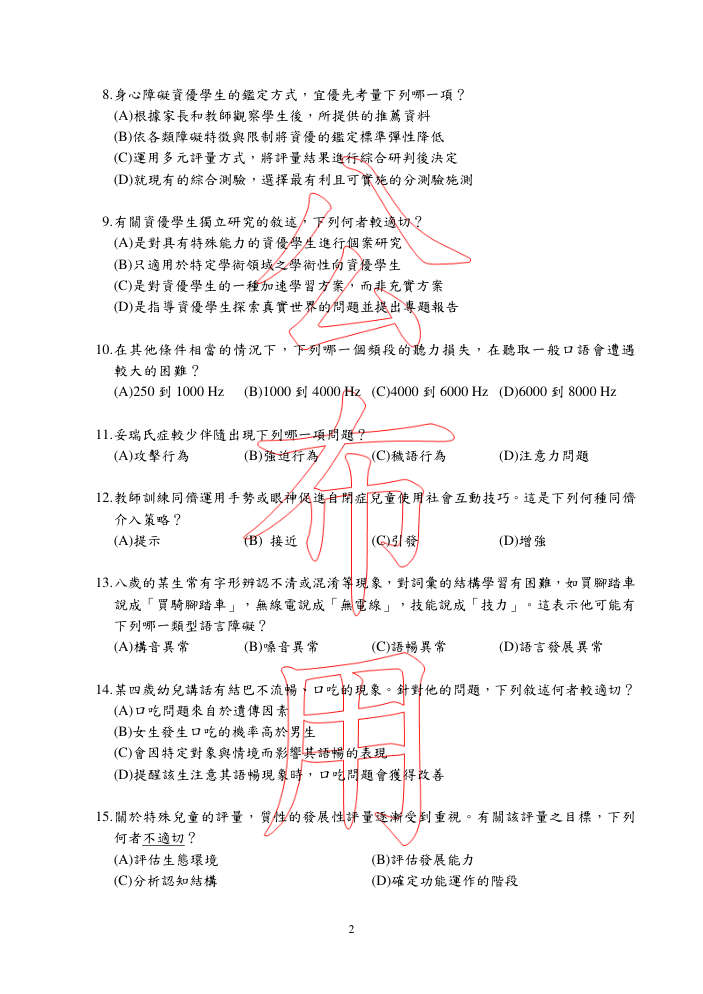 8.身心障礙資優學生的鑑定方式，宜優先考量下列哪一項？
(A)根據家長和教師觀察學生後，所提供的推薦資料
(B)依各類障礙特徵與限制將資優的鑑定標準彈性降低
(C)運用多元評量方式，將評量結果進行綜合研判後決定
(D)就現有的綜合測驗，選擇最有利且可實施的分測驗施測
9.有關資優學生獨立研究的敘述，下列何者較適切？
(A)是對具有特殊能力的資優學生進行個案研究
(B)只適用於特定學術領域之學術性向資優學生
(C)是對資優學生的一種加速學習方案，而非充實方案
(D)是指導資優學生探索真實世界的問題並提出專題報告
10.在其他條件相當的情況下，下列哪一個頻段的聽力損失，在聽取一般口語會遭遇
較大的困難？
(A)250 到 1000 Hz (B)1000 到 4000 Hz (C)4000 到 6000 Hz (D)6000 到 8000 Hz
11.妥瑞氏症較少伴隨出現下列哪一項問題？
(A)攻擊行為 (B)強迫行為 (C)穢語行為 (D)注意力問題
12.教師訓練同儕運用手勢或眼神促進自閉症兒童使用社會互動技巧。這是下列何種同儕
介入策略？
(A)提示 (B) 接近 (C)引發 (D)增強
13.八歲的某生常有字形辨認不清或混淆等現象，對詞彙的結構學習有困難，如買腳踏車
說成「買騎腳踏車」，無線電說成「無電線」，技能說成「技力」。這表示他可能有
下列哪一類型語言障礙？
(A)構音異常 (B)嗓音異常 (C)語暢異常 (D)語言發展異常
14.某四歲幼兒講話有結巴不流暢、口吃的現象。針對他的問題，下列敘述何者較適切？
(A)口吃問題來自於遺傳因素
(B)女生發生口吃的機率高於男生
(C)會因特定對象與情境而影響其語暢的表現
(D)提醒該生注意其語暢現象時，口吃問題會獲得改善
15.關於特殊兒童的評量，質性的發展性評量逐漸受到重視。有關該評量之目標，下列
何者不適切？
(A)評估生態環境 (B)評估發展能力
(C)分析認知結構 (D)確定功能運作的階段
2
公布用